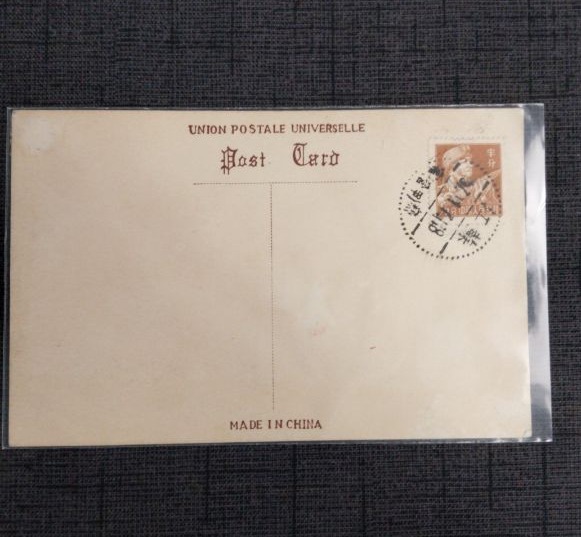 UNION POSTALE UNIVERSELLE
Post Card
半分
MADE IN CHINA